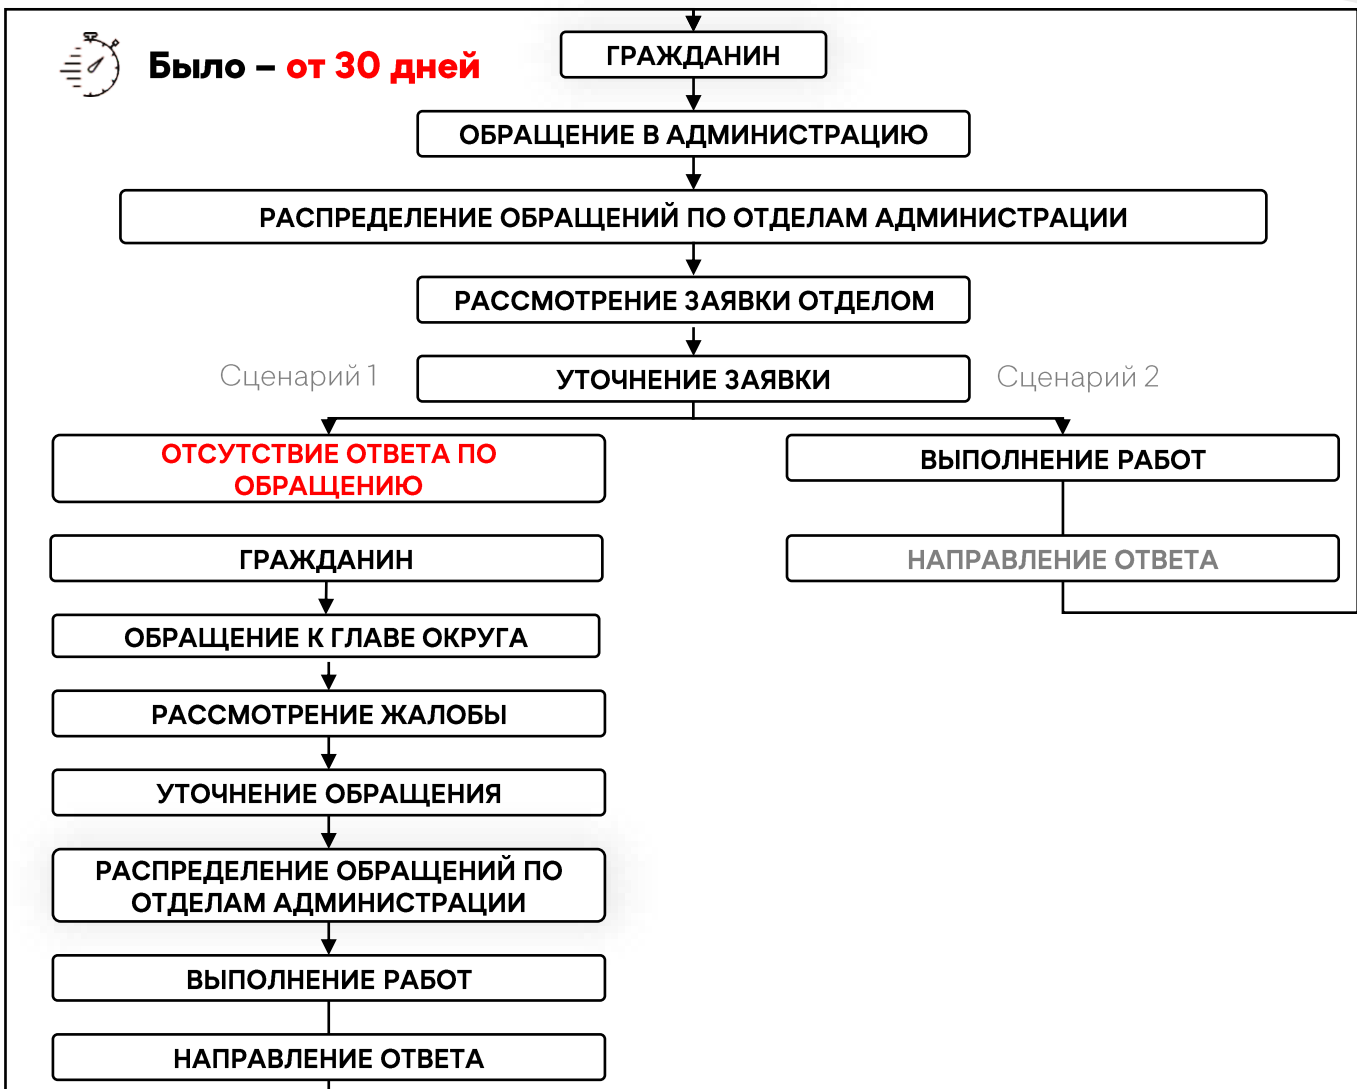 Было – от 30 дней
ГРАЖДАНИН
ОБРАЩЕНИЕ В АДМИНИСТРАЦИЮ
РАСПРЕДЕЛЕНИЕ ОБРАЩЕНИЙ ПО ОТДЕЛАМ АДМИНИСТРАЦИИ
РАССМОТРЕНИЕ ЗАЯВКИ ОТДЕЛОМ
Сценарий 1
УТОЧНЕНИЕ ЗАЯВКИ
Сценарий 2
ОТСУТСТВИЕ ОТВЕТА ПО
ОБРАЩЕНИЮ
ГРАЖДАНИН
ОБРАЩЕНИЕ К ГЛАВЕ ОКРУГА
РАССМОТРЕНИЕ ЖАЛОБЫ
УТОЧНЕНИЕ ОБРАЩЕНИЯ
РАСПРЕДЕЛЕНИЕ ОБРАЩЕНИЙ ПО
ОТДЕЛАМ АДМИНИСТРАЦИИ
ВЫПОЛНЕНИЕ РАБОТ
НАПРАВЛЕНИЕ ОТВЕТА
ВЫПОЛНЕНИЕ РАБОТ
НАПРАВЛЕНИЕ ОТВЕТА